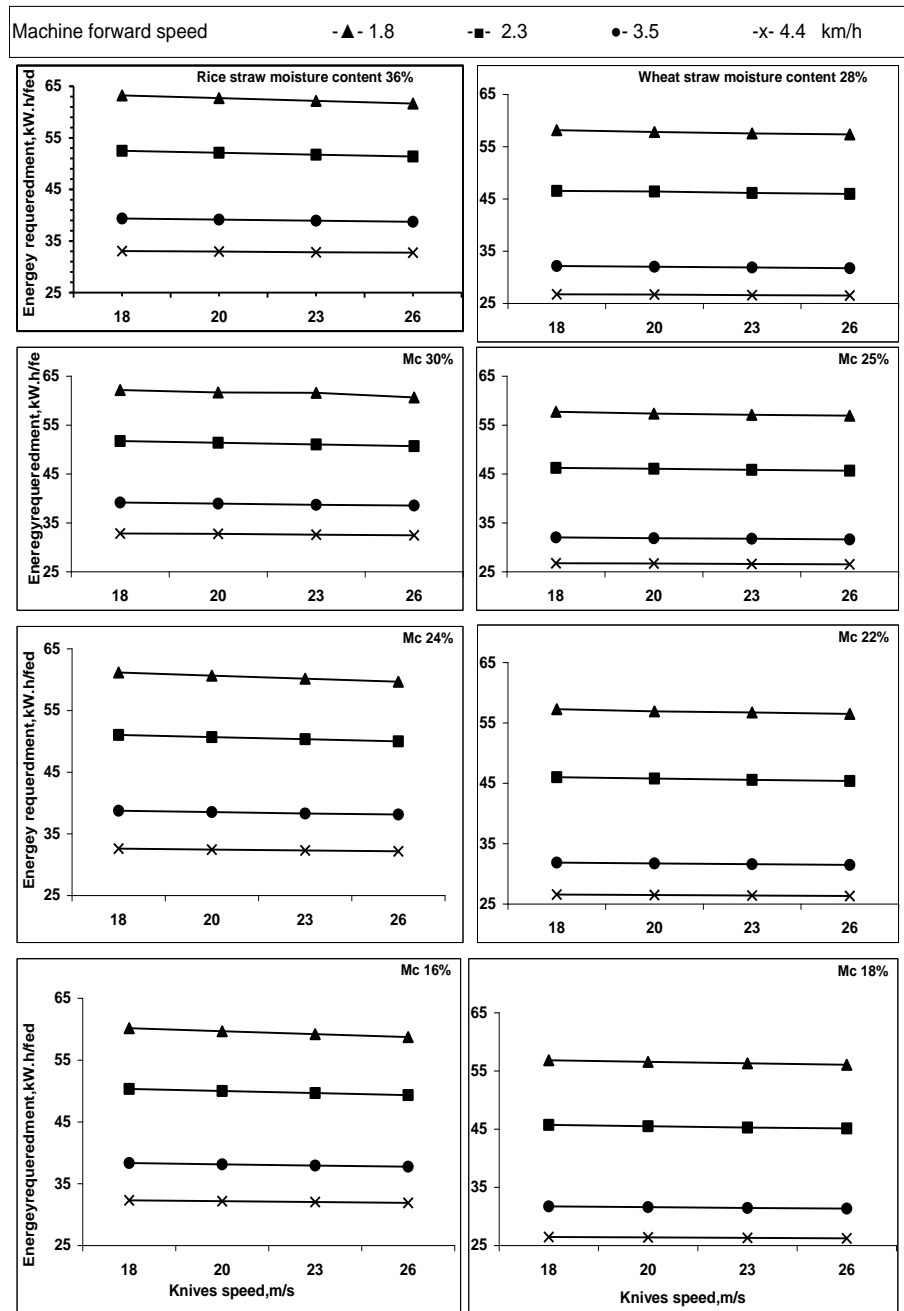 Machine forward speed -▲- 1.8 -■- 2.3 ●- 3.5 -x- 4.4 km/h
Rice straw moisture content 36%
Energey requeredment,kW.h/fed
65
55
45
35
25
18 20 23 26
Wheat straw moisture content 28%
65
55
45
35
25
18 20 23 26
Mc 30%
Eneregyrequeredment,kW.h/fe
65
55
45
35
25
18 20 23 26
Mc 25%
65
55
45
35
25
18 20 23 26
Mc 24%
Energey requerdment,kW.h/fed
65
55
45
35
25
18 20 23 26
Mc 22%
65
55
45
35
25
18 20 23 26
Mc 16%
Energeyrequeredment,kW.h/fed
65
55
45
35
25
18 20 23 26
Knives speed,m/s
Mc 18%
65
55
45
35
25
18 20 23 26
Knives speed,m/s